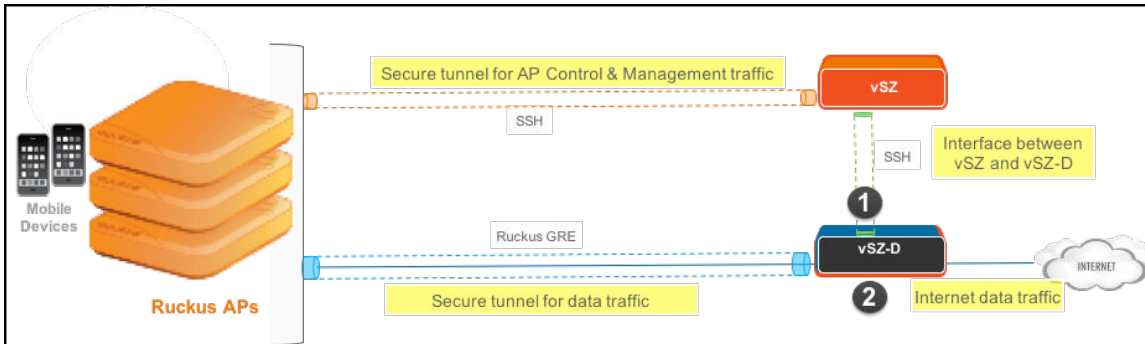 Secure tunnel for AP Control & Management traffic
vSZ
SSH
SSH
Interface between
vSZ and vSZ-D
1
Mobile
Devices
Ruckus GRE
vSZ-D
INTERNET
Ruckus APs
Secure tunnel for data traffic
2
Internet data traffic